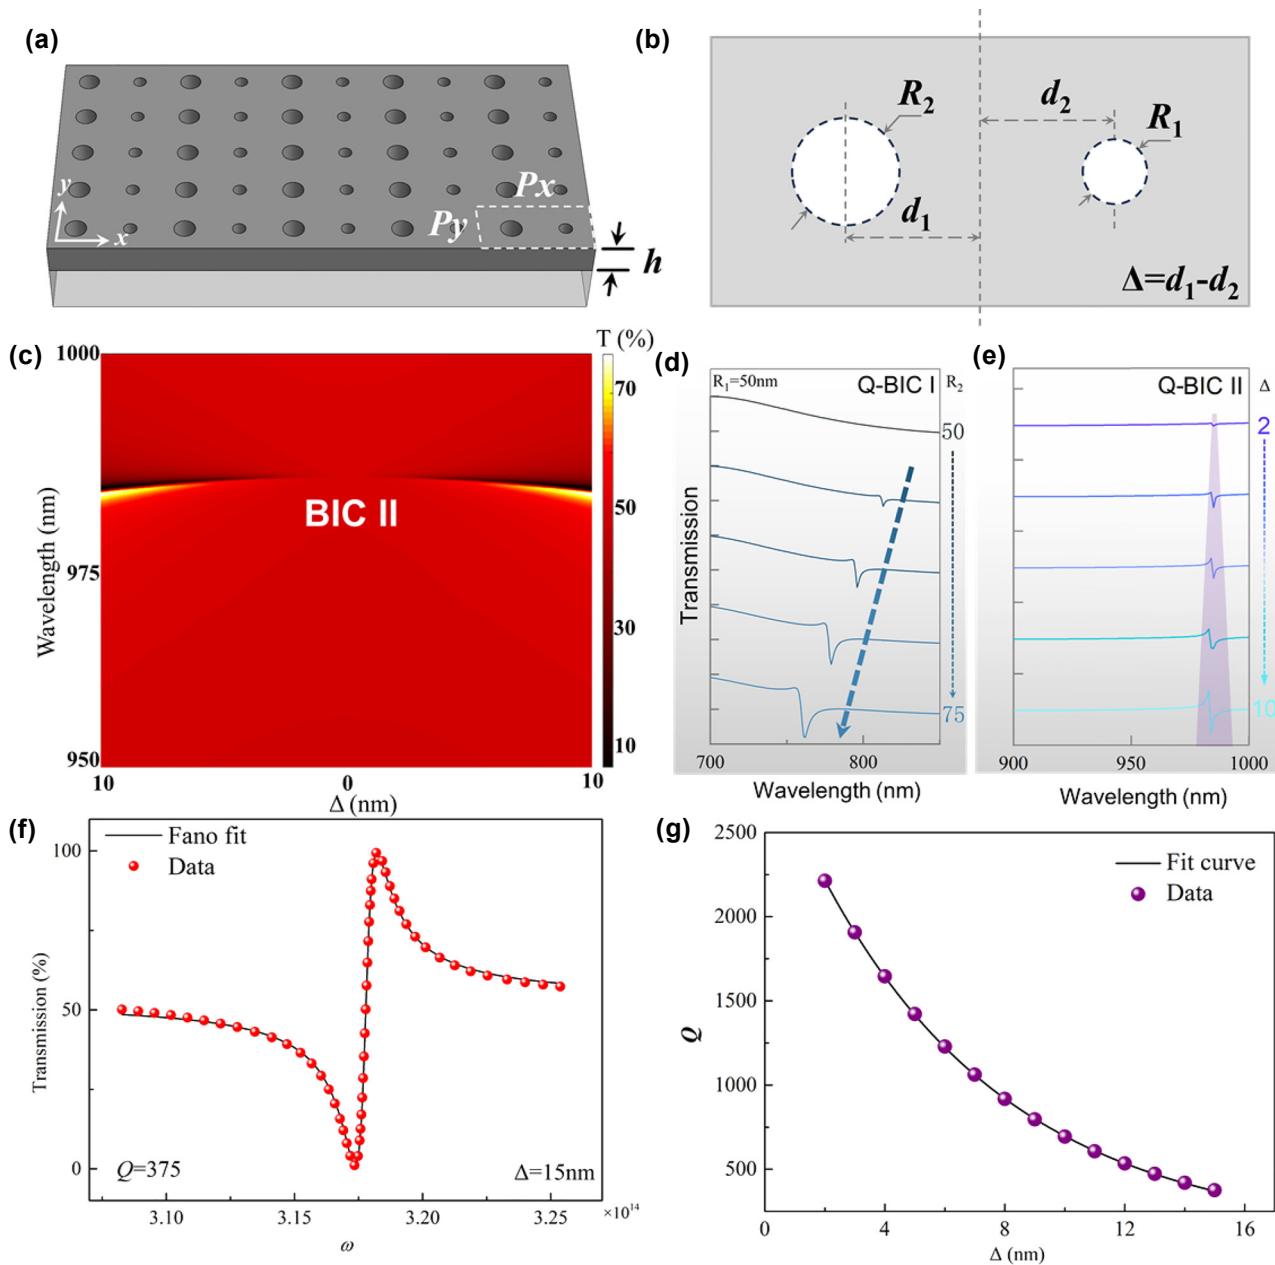 (a)
y
x
Px
Py
h
(b)
R2
d2
R1
d1
Δ=d1-d2
(c)
1000
975
950
Wavelength (nm)
BIC II
10
0
10
Δ (nm)
T (%)
70
50
30
10
(d)
R1=50nm
Q-BIC I
R2
50
75
Transmission
700
800
Wavelength (nm)
(e)
Q-BIC II
Δ
2
10
900
950
1000
Wavelength (nm)
(f)
Fano fit
Data
100
50
0
Transmission (%)
Q=375
Δ=15nm
3.10
3.15
3.20
3.25
×10^14
ω
(g)
2500
2000
1500
1000
500
Q
Fit curve
Data
0
4
8
12
16
Δ (nm)